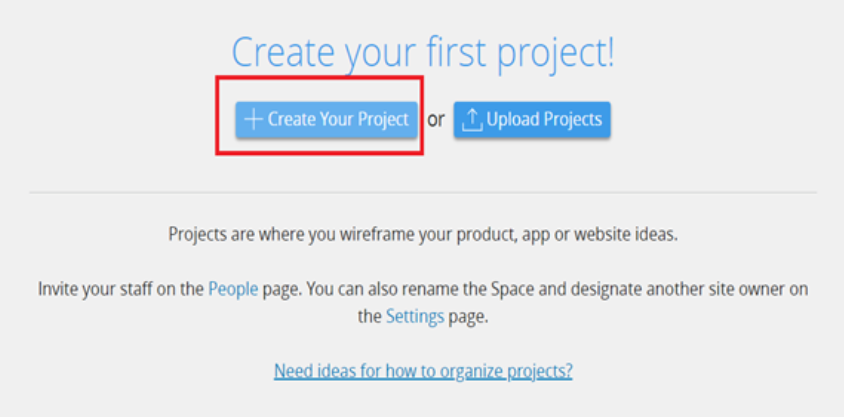 Create your first project!
Create Your Project or Upload Projects
Projects are where you wireframe your product, app or website ideas.
Invite your staff on the People page. You can also rename the Space and designate another site owner on
the Settings page.
Need ideas for how to organize projects?